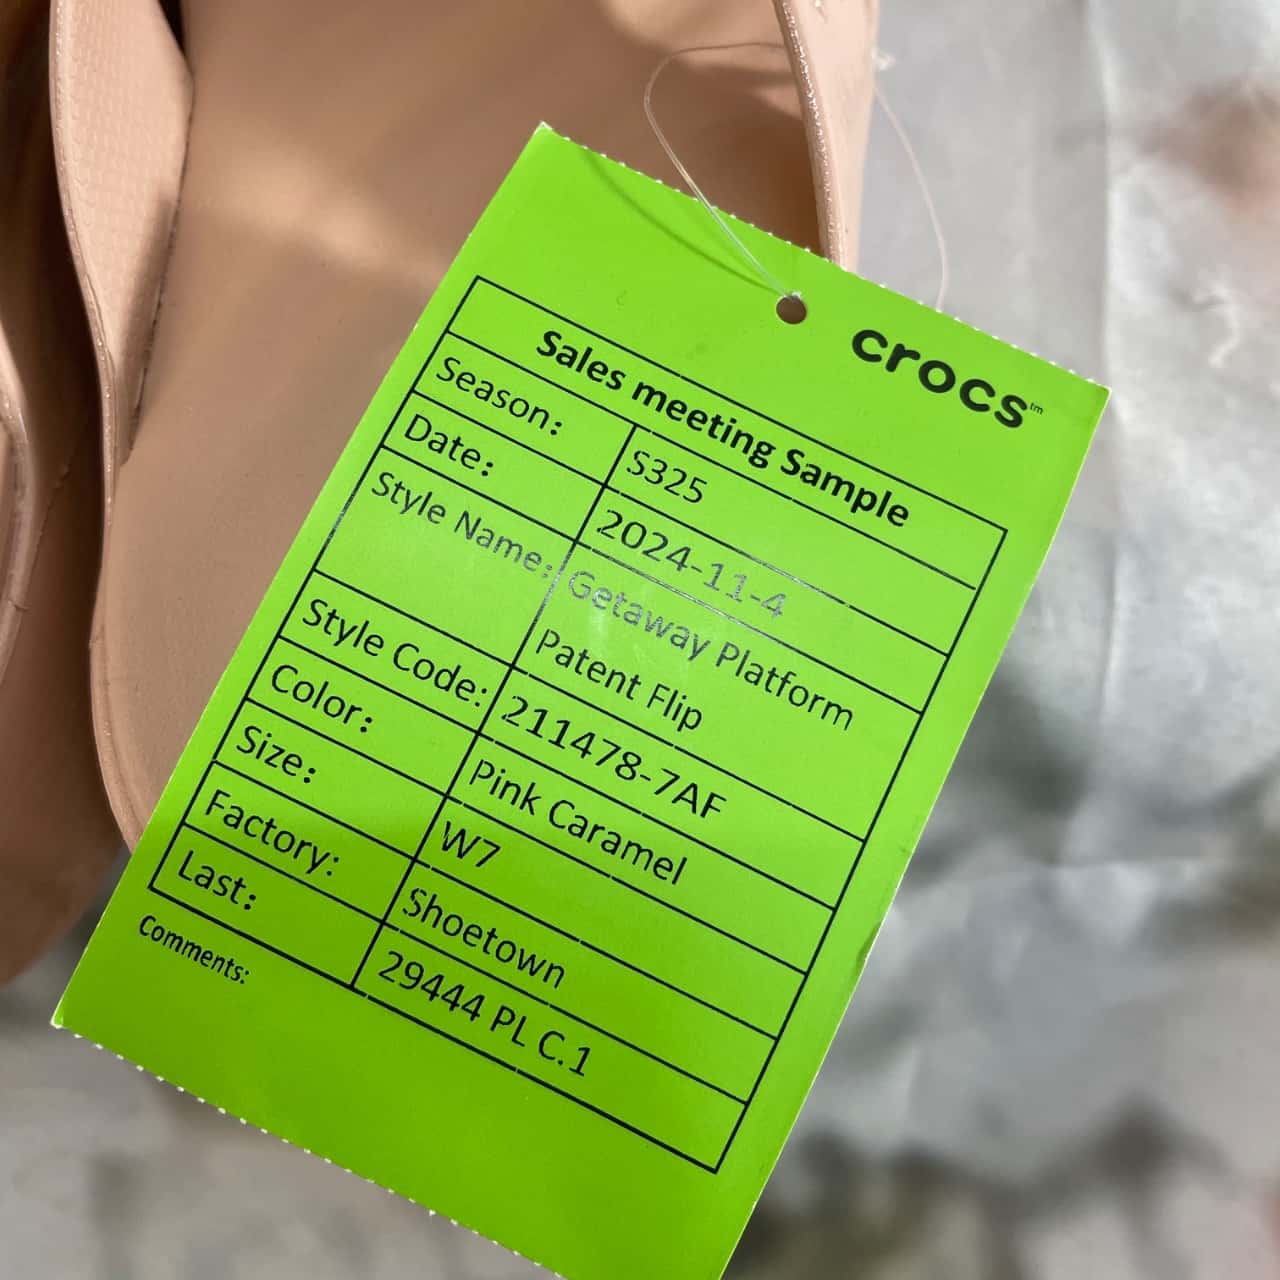 crocs™
Sales meeting Sample
Season: S325
Date: 2024-11-4
Style Name: Getaway Platform
Patent Flip
Style Code: 211478-7AF
Color: Pink Caramel
Size: W7
Factory: Shoetown
Last: 29444 PL C.1
Comments: